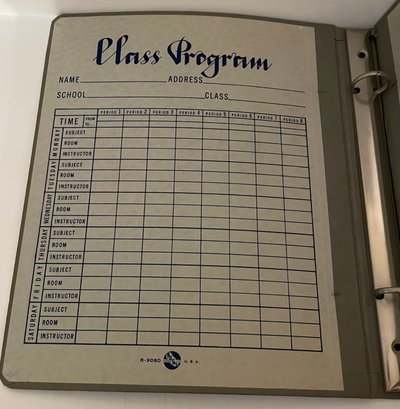 Class Program
NAME ADDRESS
SCHOOL CLASS
TIME FROM TO PERIOD 1 PERIOD 2 PERIOD 3 PERIOD 4 PERIOD 5 PERIOD 6 PERIOD 7 PERIOD 8
MONDAY SUBJECT
ROOM
INSTRUCTOR
TUESDAY SUBJECT
ROOM
INSTRUCTOR
WEDNESDAY SUBJECT
ROOM
INSTRUCTOR
THURSDAY SUBJECT
ROOM
INSTRUCTOR
FRIDAY SUBJECT
ROOM
INSTRUCTOR
SATURDAY SUBJECT
ROOM
INSTRUCTOR
R-9080 U.S.A.